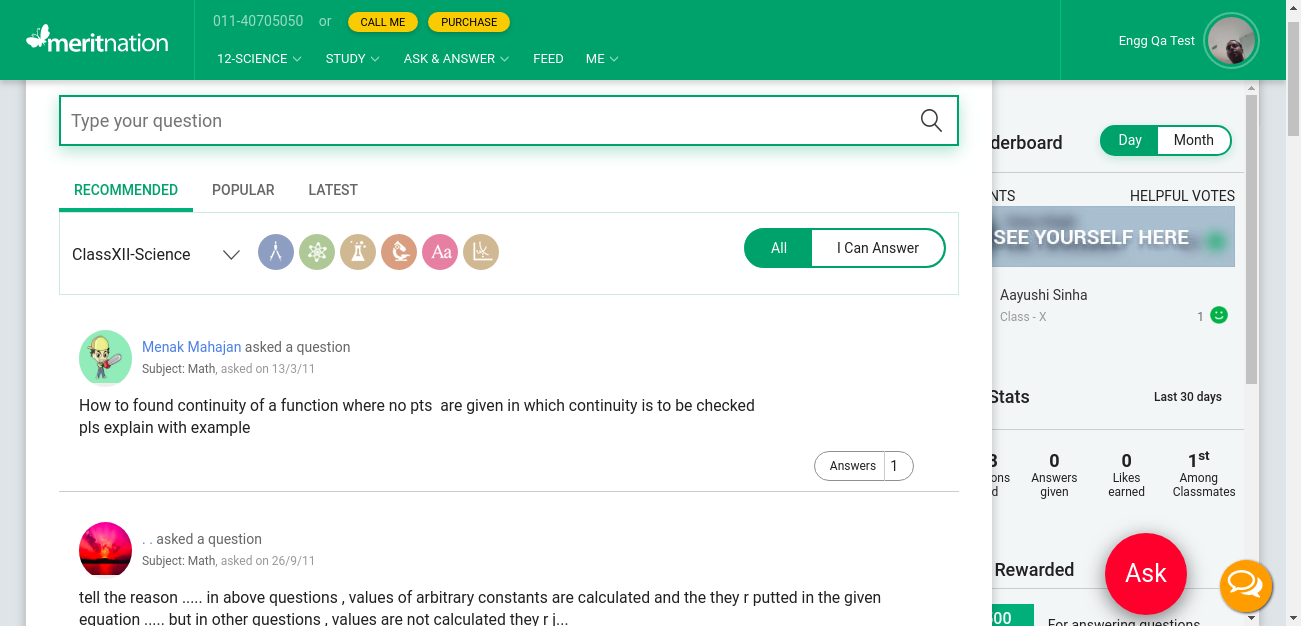 011-40705050 or CALL ME PURCHASE
meritnation
Engg Qa Test
12-SCIENCE STUDY ASK & ANSWER FEED ME
Type your question
derboard Day Month
RECOMMENDED POPULAR LATEST
NTS HELPFUL VOTES
SEE YOURSELF HERE
ClassXII-Science Aa All I Can Answer
Aayushi Sinha
Class - X 1
Menak Mahajan asked a question
Subject: Math, asked on 13/3/11
How to found continuity of a function where no pts  are given in which continuity is to be checked
pls explain with example
Stats Last 30 days
Answers 1
3 0 0 1st
ons Answers Likes Among
d given earned Classmates
. . asked a question
Subject: Math, asked on 26/9/11
Rewarded
Ask
tell the reason ..... in above questions , values of arbitrary constants are calculated and the they r putted in the given
equation ..... but in other questions , values are not calculated they r j...
00 For answering questions